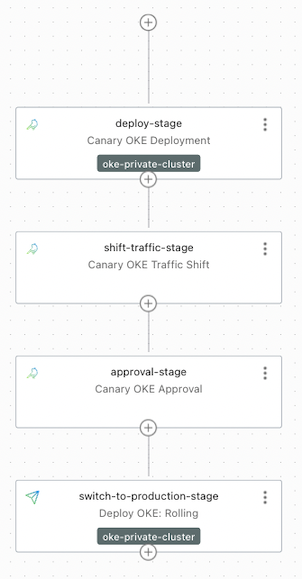 deploy-stage
Canary OKE Deployment
oke-private-cluster
shift-traffic-stage
Canary OKE Traffic Shift
approval-stage
Canary OKE Approval
switch-to-production-stage
Deploy OKE: Rolling
oke-private-cluster